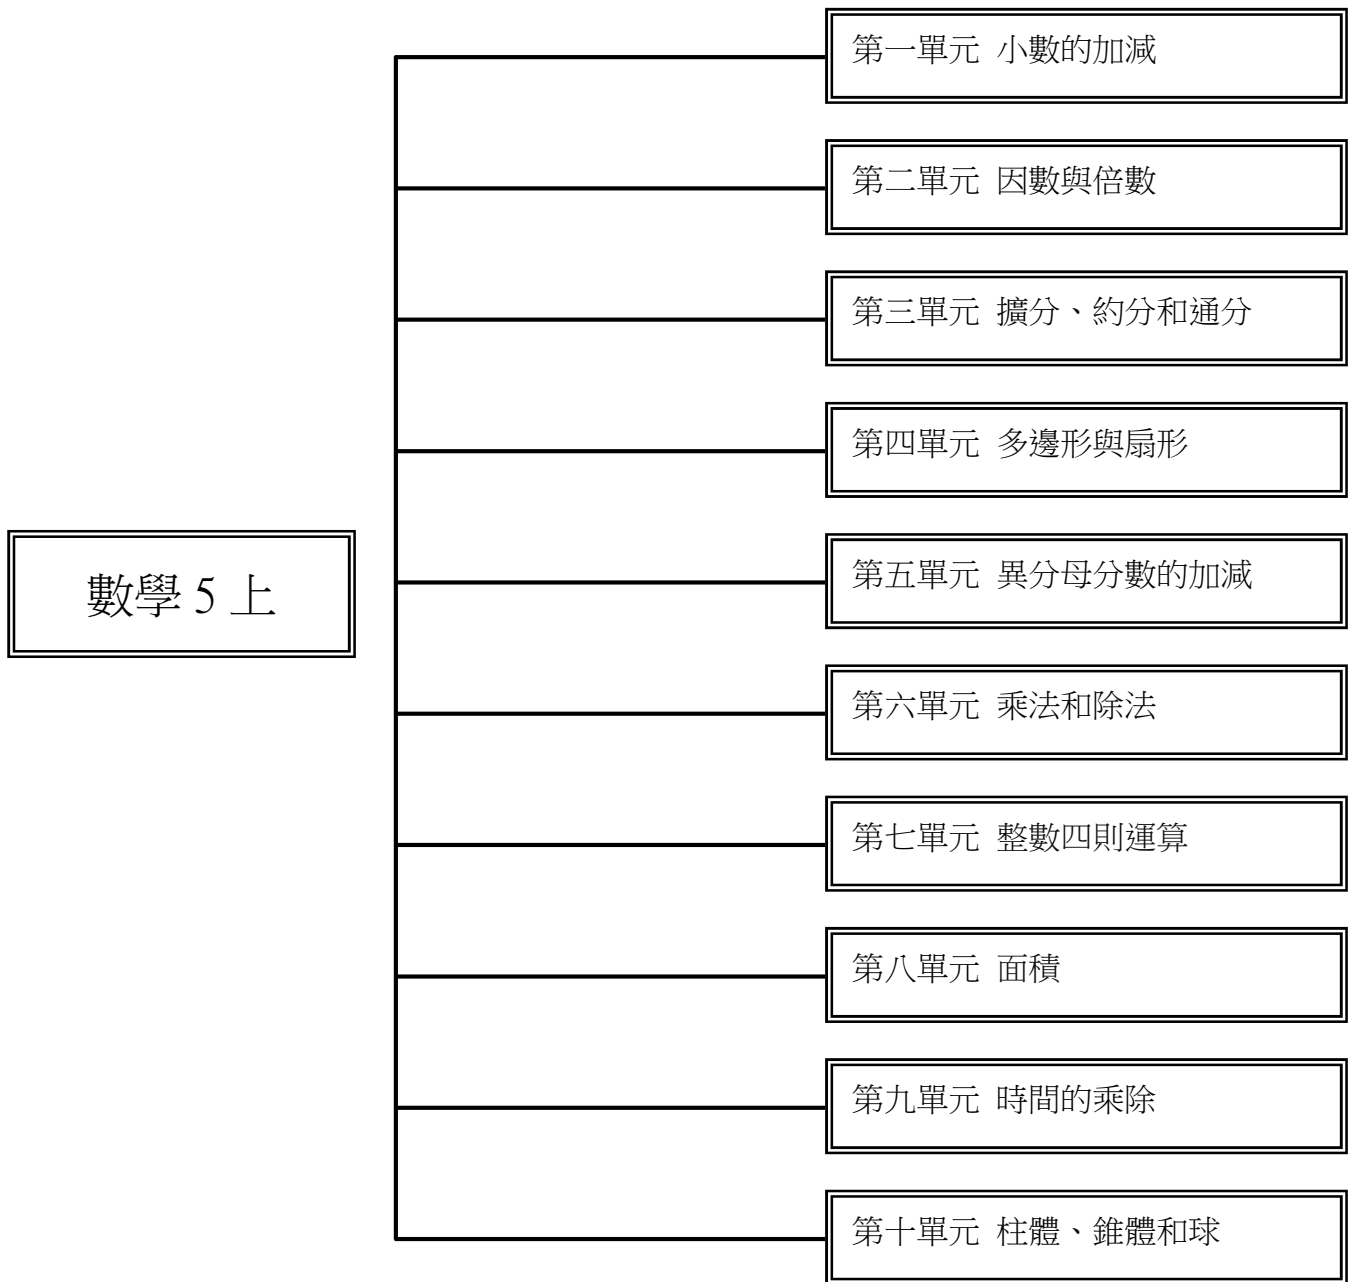 第一單元 小數的加減
第二單元 因數與倍數
第三單元 擴分、約分和通分
第四單元 多邊形與扇形
數學 5 上
第五單元 異分母分數的加減
第六單元 乘法和除法
第七單元 整數四則運算
第八單元 面積
第九單元 時間的乘除
第十單元 柱體、錐體和球